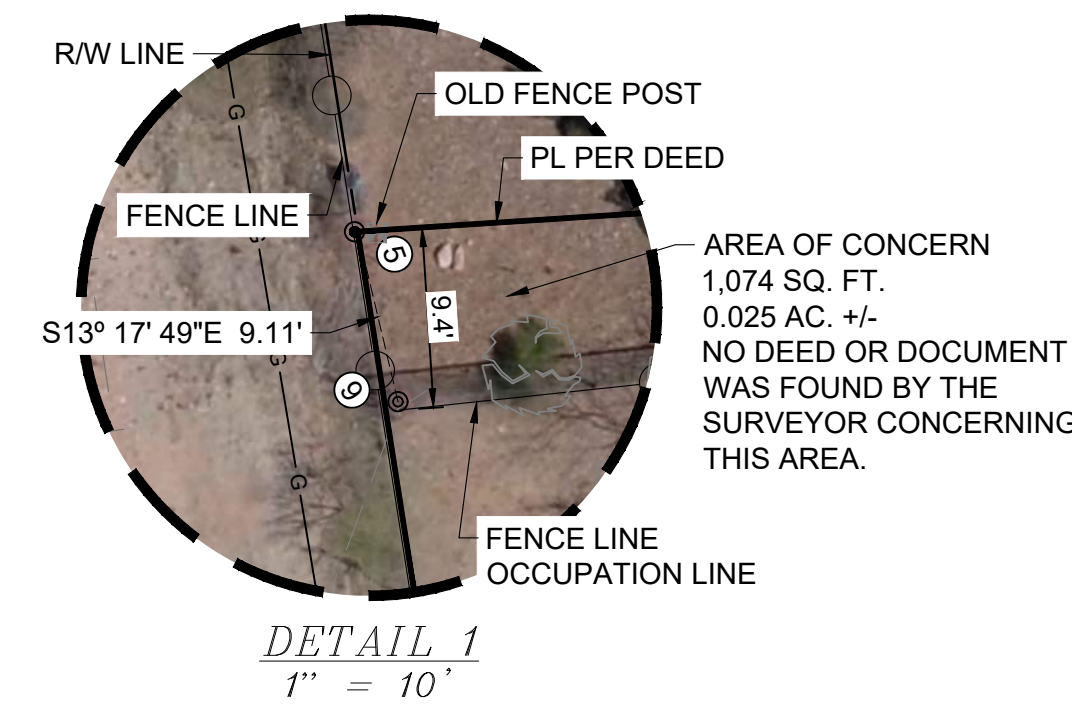 R/W LINE
OLD FENCE POST
PL PER DEED
G
FENCE LINE
G
5
AREA OF CONCERN
1,074 SQ. FT.
0.025 AC. +/-
NO DEED OR DOCUMENT
WAS FOUND BY THE
SURVEYOR CONCERNING
THIS AREA.
9.4'
S13º 17' 49"E 9.11'
G
9
G
FENCE LINE
OCCUPATION LINE
DETAIL 1
1" = 10'